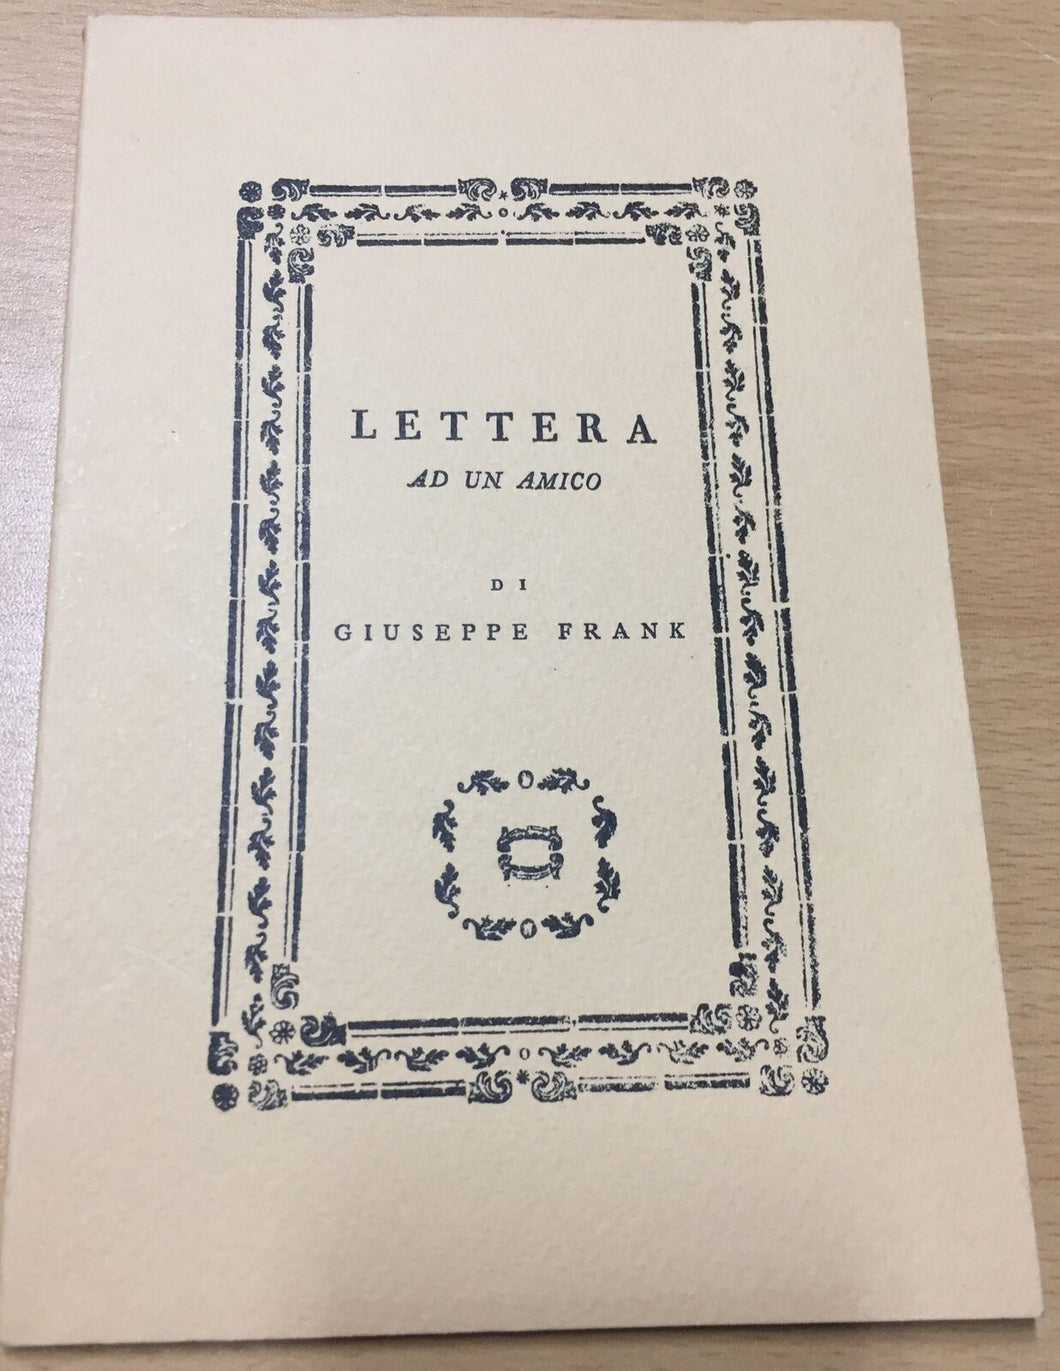 LETTERA
AD UN AMICO
DI
GIUSEPPE FRANK